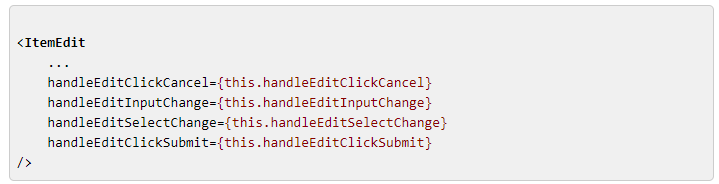 <ItemEdit
...
handleEditClickCancel={this.handleEditClickCancel}
handleEditInputChange={this.handleEditInputChange}
handleEditSelectChange={this.handleEditSelectChange}
handleEditClickSubmit={this.handleEditClickSubmit}
/>